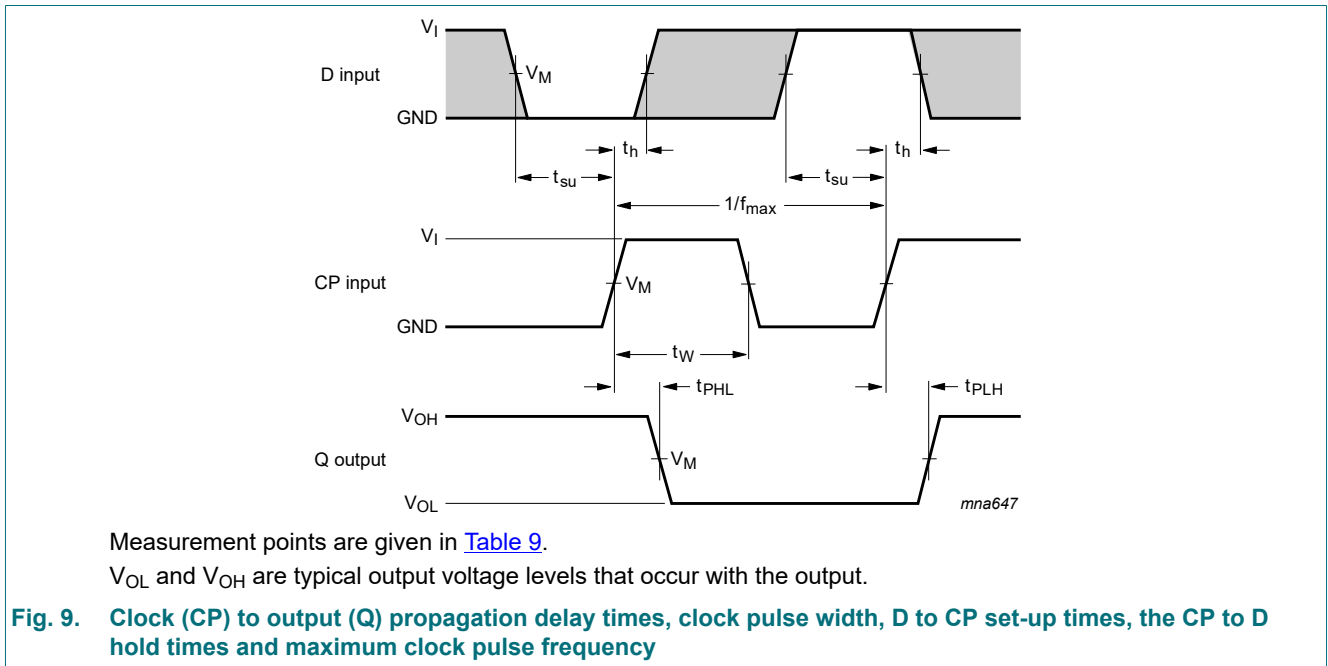 V_I
D input
V_M
GND
t_h
t_h
t_su
t_su
1/f_max
V_I
CP input
V_M
GND
t_W
t_PHL
t_PLH
V_OH
Q output
V_M
V_OL
mna647
Measurement points are given in Table 9.
V_OL and V_OH are typical output voltage levels that occur with the output.
Fig. 9. Clock (CP) to output (Q) propagation delay times, clock pulse width, D to CP set-up times, the CP to D
hold times and maximum clock pulse frequency